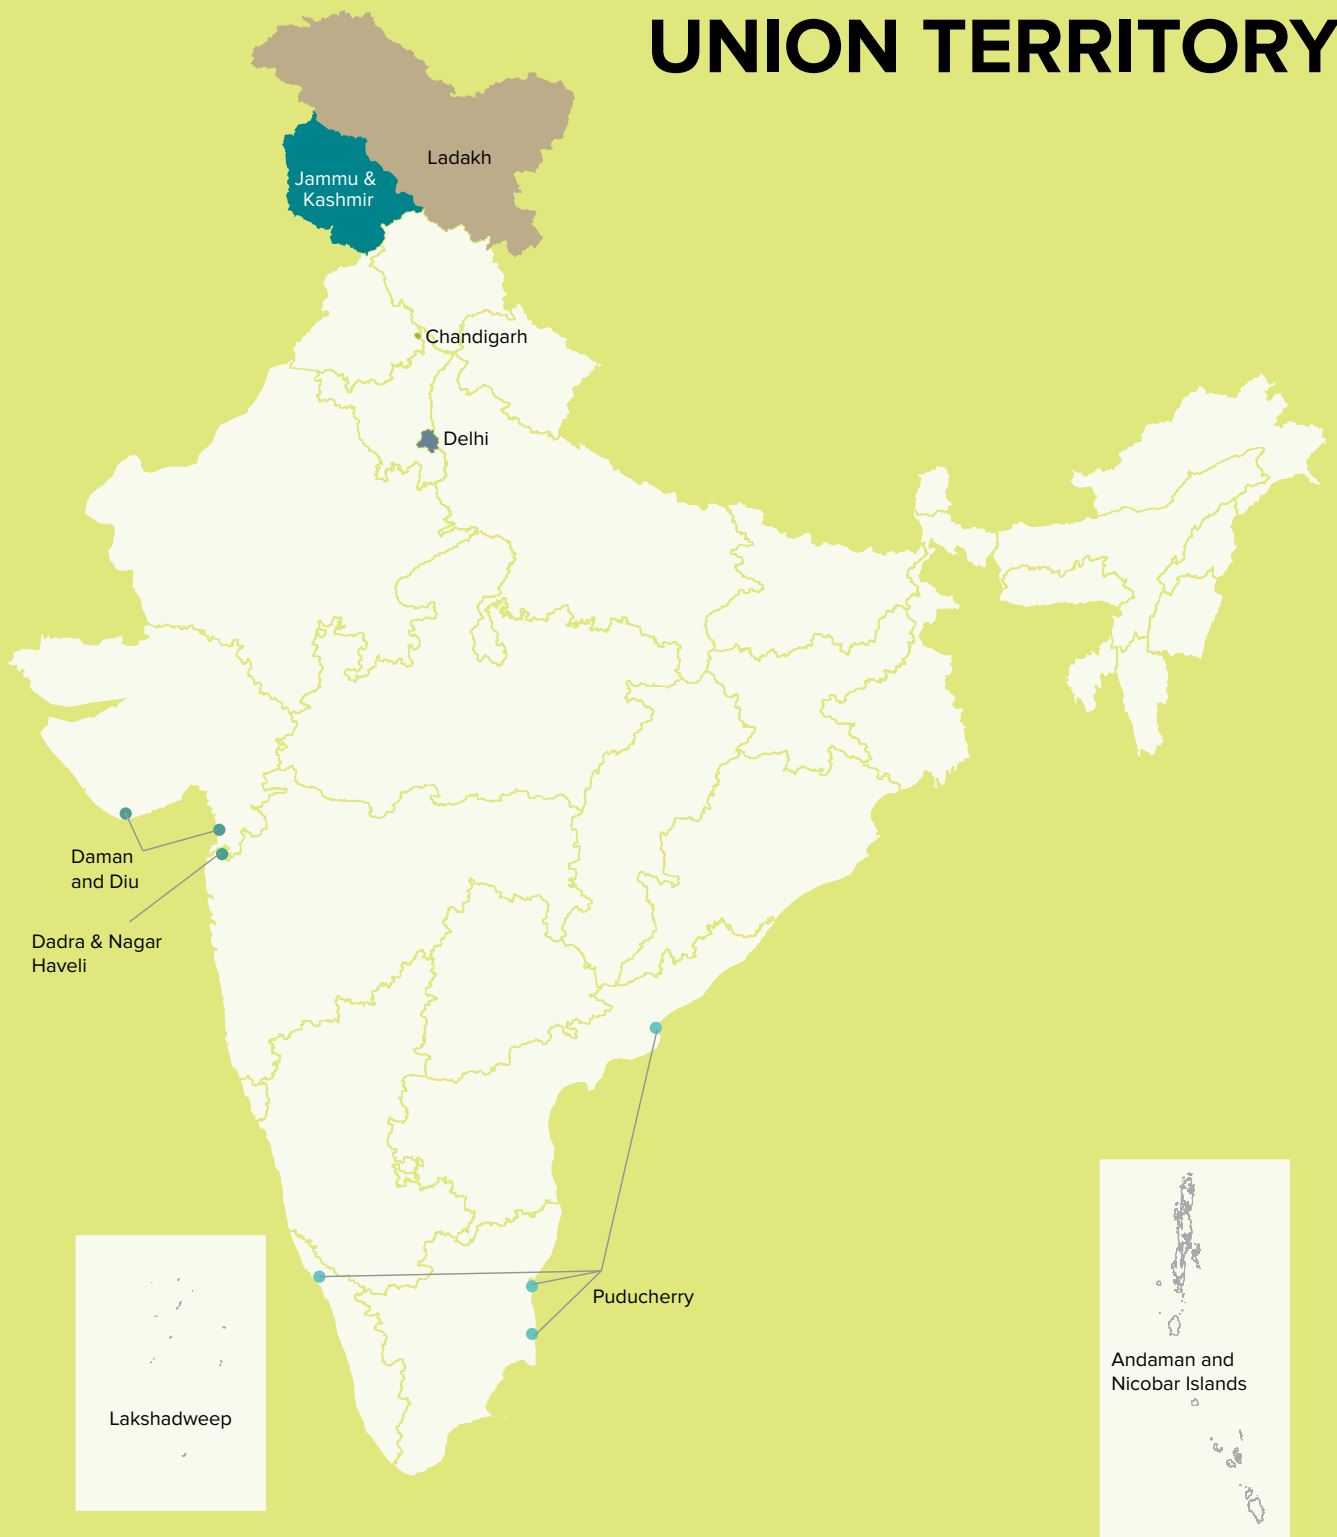 UNION TERRITORY
Ladakh
Jammu &
Kashmir
Chandigarh
Delhi
Daman
and Diu
Dadra & Nagar
Haveli
Puducherry
Andaman and
Nicobar Islands
Lakshadweep